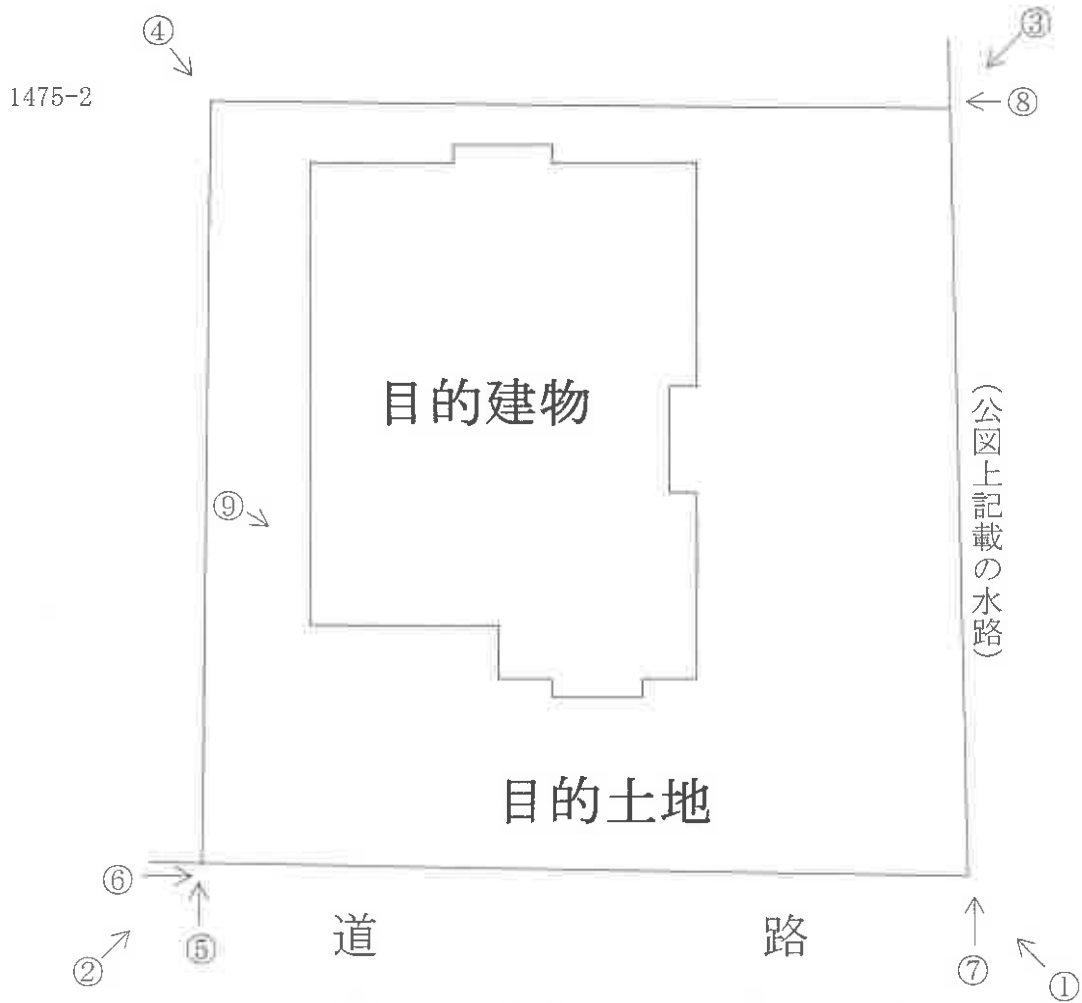 ④
③
1475-2
⑧
目的建物
(公図上記載の水路)
⑨
目的土地
⑥
道 路
⑤
②
⑦
①